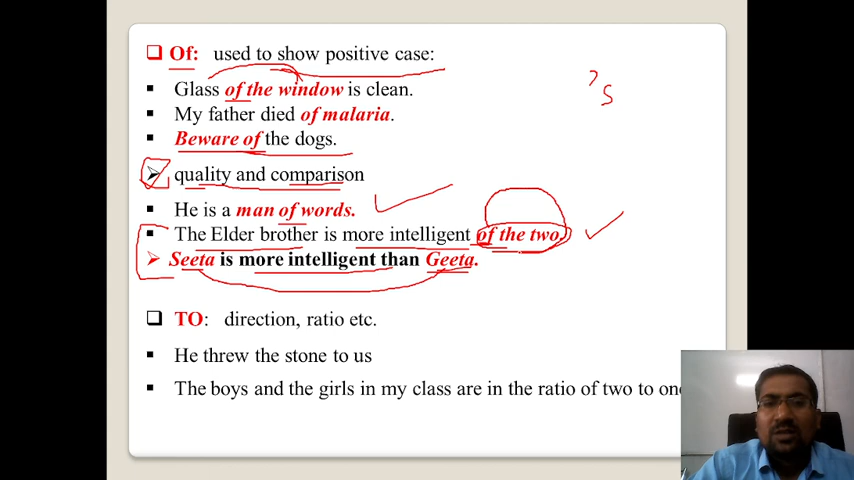 Of: used to show positive case:
's
Glass of the window is clean.
My father died of malaria.
Beware of the dogs.
quality and comparison
He is a man of words.
The Elder brother is more intelligent of the two.
Seeta is more intelligent than Geeta.
TO: direction, ratio etc.
He threw the stone to us
The boys and the girls in my class are in the ratio of two to one